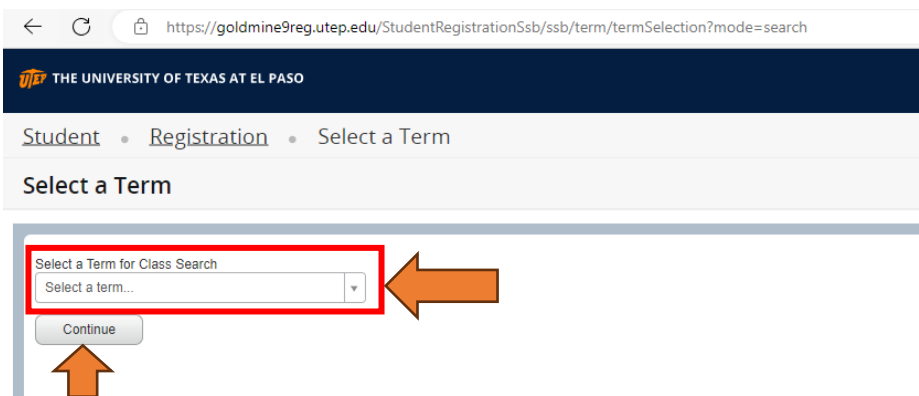 https://goldmine9reg.utep.edu/StudentRegistrationSsb/ssb/term/termSelection?mode=search
UTEP THE UNIVERSITY OF TEXAS AT EL PASO
Student • Registration • Select a Term
Select a Term
Select a Term for Class Search
Select a term...
Continue